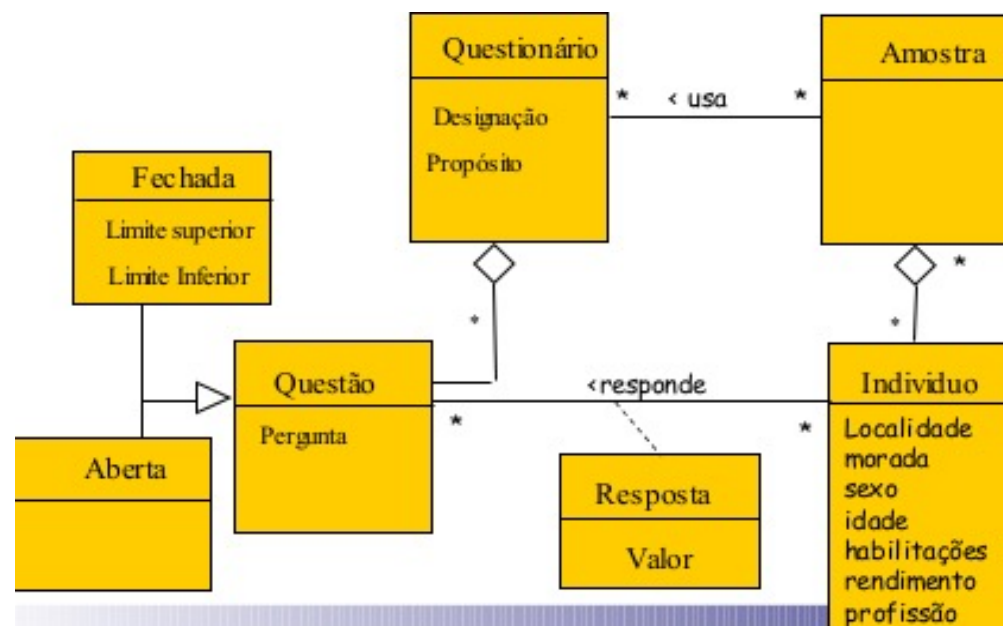 Questionário
Designação
Propósito
* < usa *
Amostra
Fechada
Limite superior
Limite Inferior
*
*
*
Questão
Pergunta
<responde
*
*
Individuo
Localidade
morada
sexo
idade
habilitações
rendimento
profissão
Aberta
Resposta
Valor